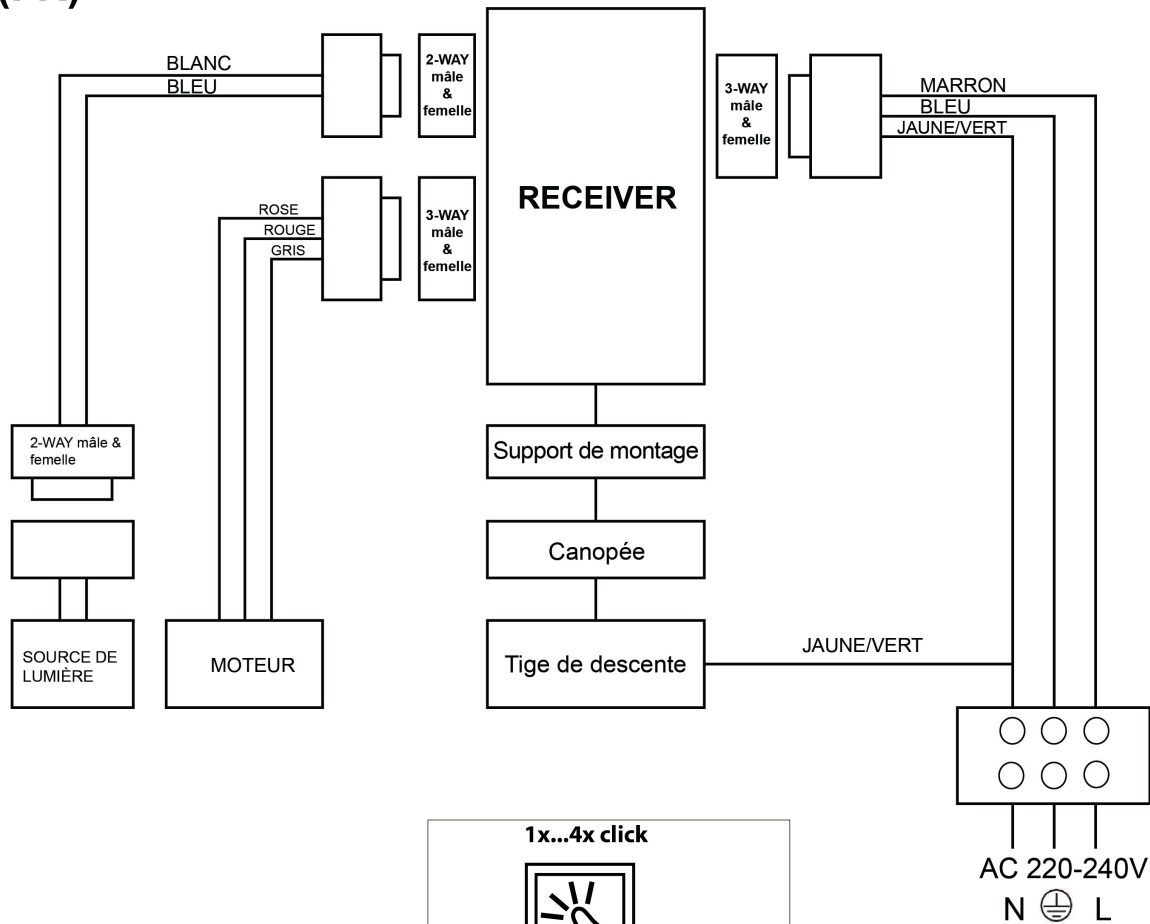 BLANC
BLEU
2-WAY
mâle
&
femelle
ROSE
ROUGE
GRIS
3-WAY
mâle
&
femelle
RECEIVER
3-WAY
mâle
&
femelle
MARRON
BLEU
JAUNE/VERT
2-WAY mâle &
femelle
SOURCE DE
LUMIÈRE
MOTEUR
Support de montage
Canopée
Tige de descente
JAUNE/VERT
AC 220-240V
N L
1x...4x click